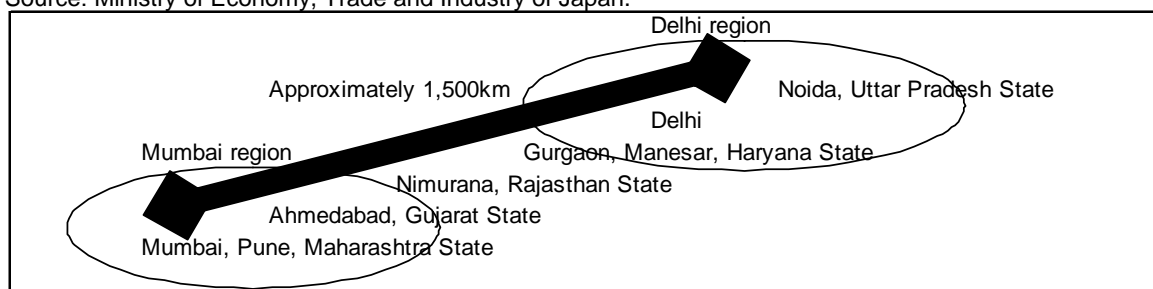 Source: Ministry of Economy, Trade and Industry of Japan.
Delhi region
Approximately 1,500km
Noida, Uttar Pradesh State
Delhi
Mumbai region
Gurgaon, Manesar, Haryana State
Nimurana, Rajasthan State
Ahmedabad, Gujarat State
Mumbai, Pune, Maharashtra State